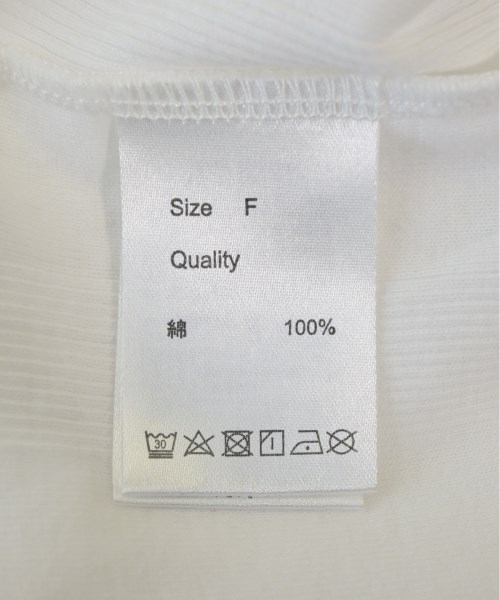 Size F
Quality
綿 100%
30